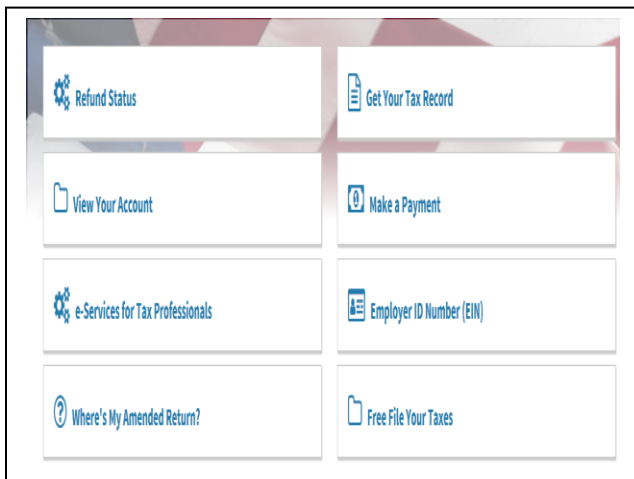 Refund Status
Get Your Tax Record
View Your Account
Make a Payment
e-Services for Tax Professionals
Employer ID Number (EIN)
Where's My Amended Return?
Free File Your Taxes